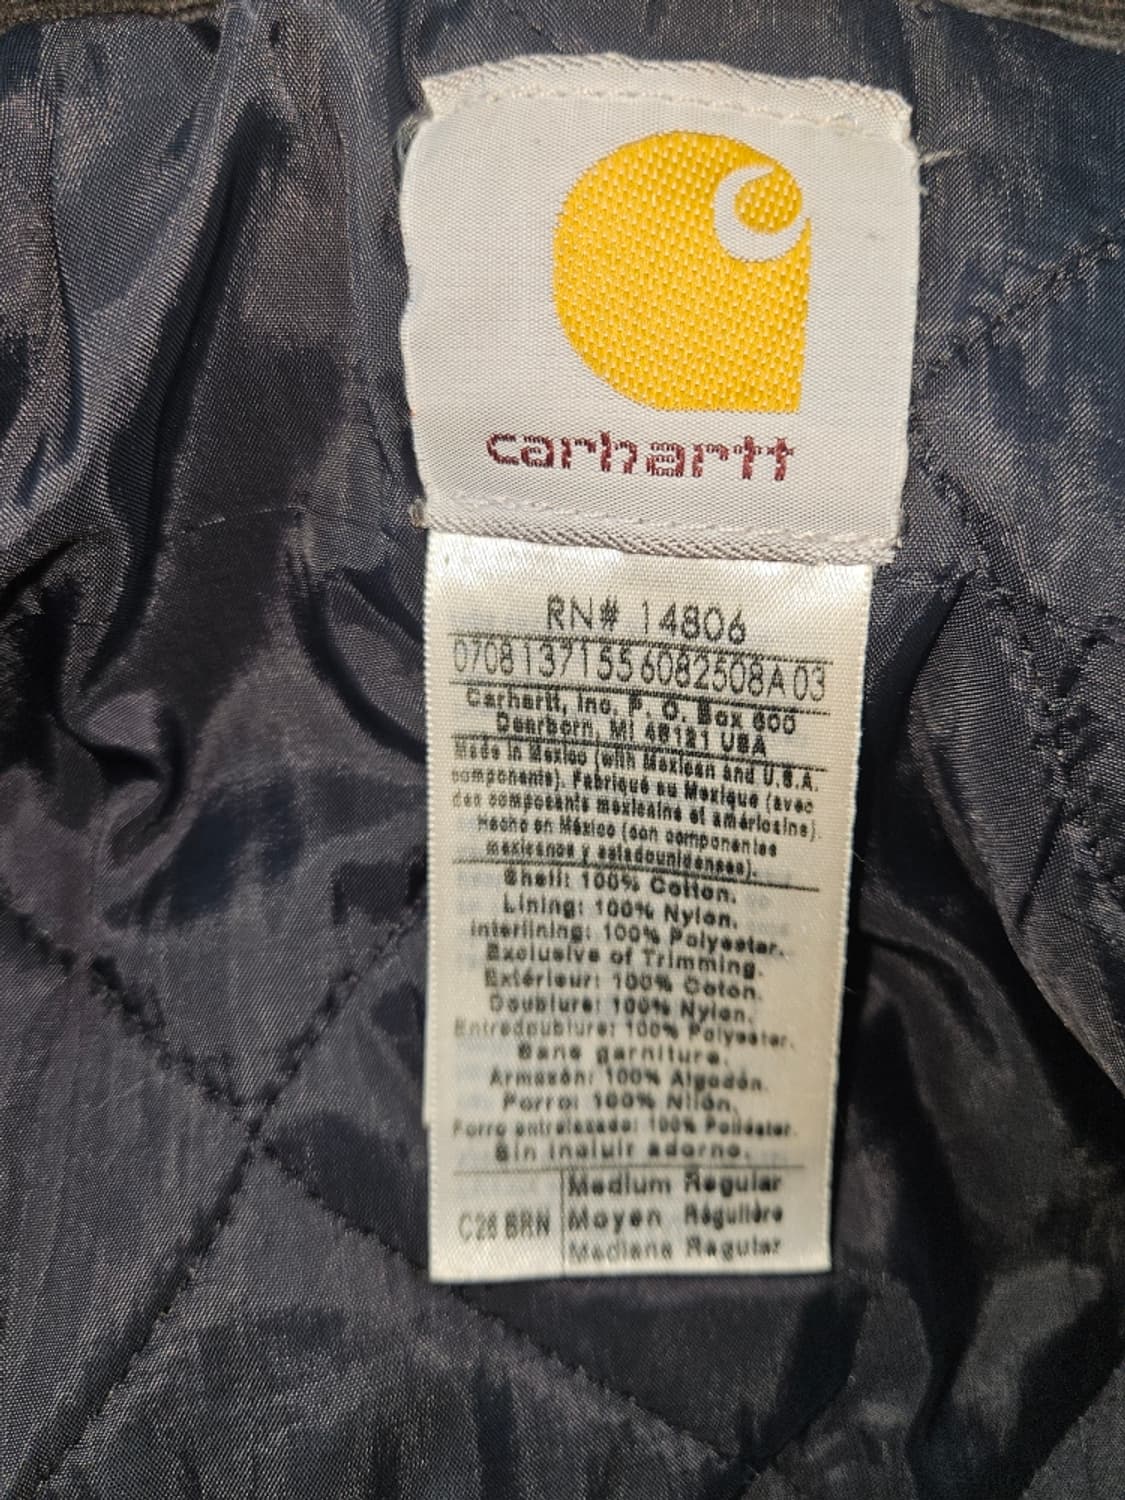 carhartt
RN# 14806
07081371556082508A 03
Carhartt, Inc. P. O. Box 600
Dearborn, MI 48121 USA
Made in Mexico (with Mexican and U.S.A.
components). Fabriqué au Mexique (avec
des composants mexicains et américains).
Hecho en México (con componentes
mexicanos y estadounidenses).
Shell: 100% Cotton.
Lining: 100% Nylon.
Interlining: 100% Polyester.
Exclusive of Trimming.
Extérieur: 100% Coton.
Doublure: 100% Nylon.
Entredoublure: 100% Polyester.
Sans garniture.
Armazón: 100% Algodón.
Forro: 100% Nilón.
Forro entrelazado: 100% Poliéster.
Sin incluir adorno.
C26 BRN
Medium Regular
Moyen Régulière
Mediana Regular